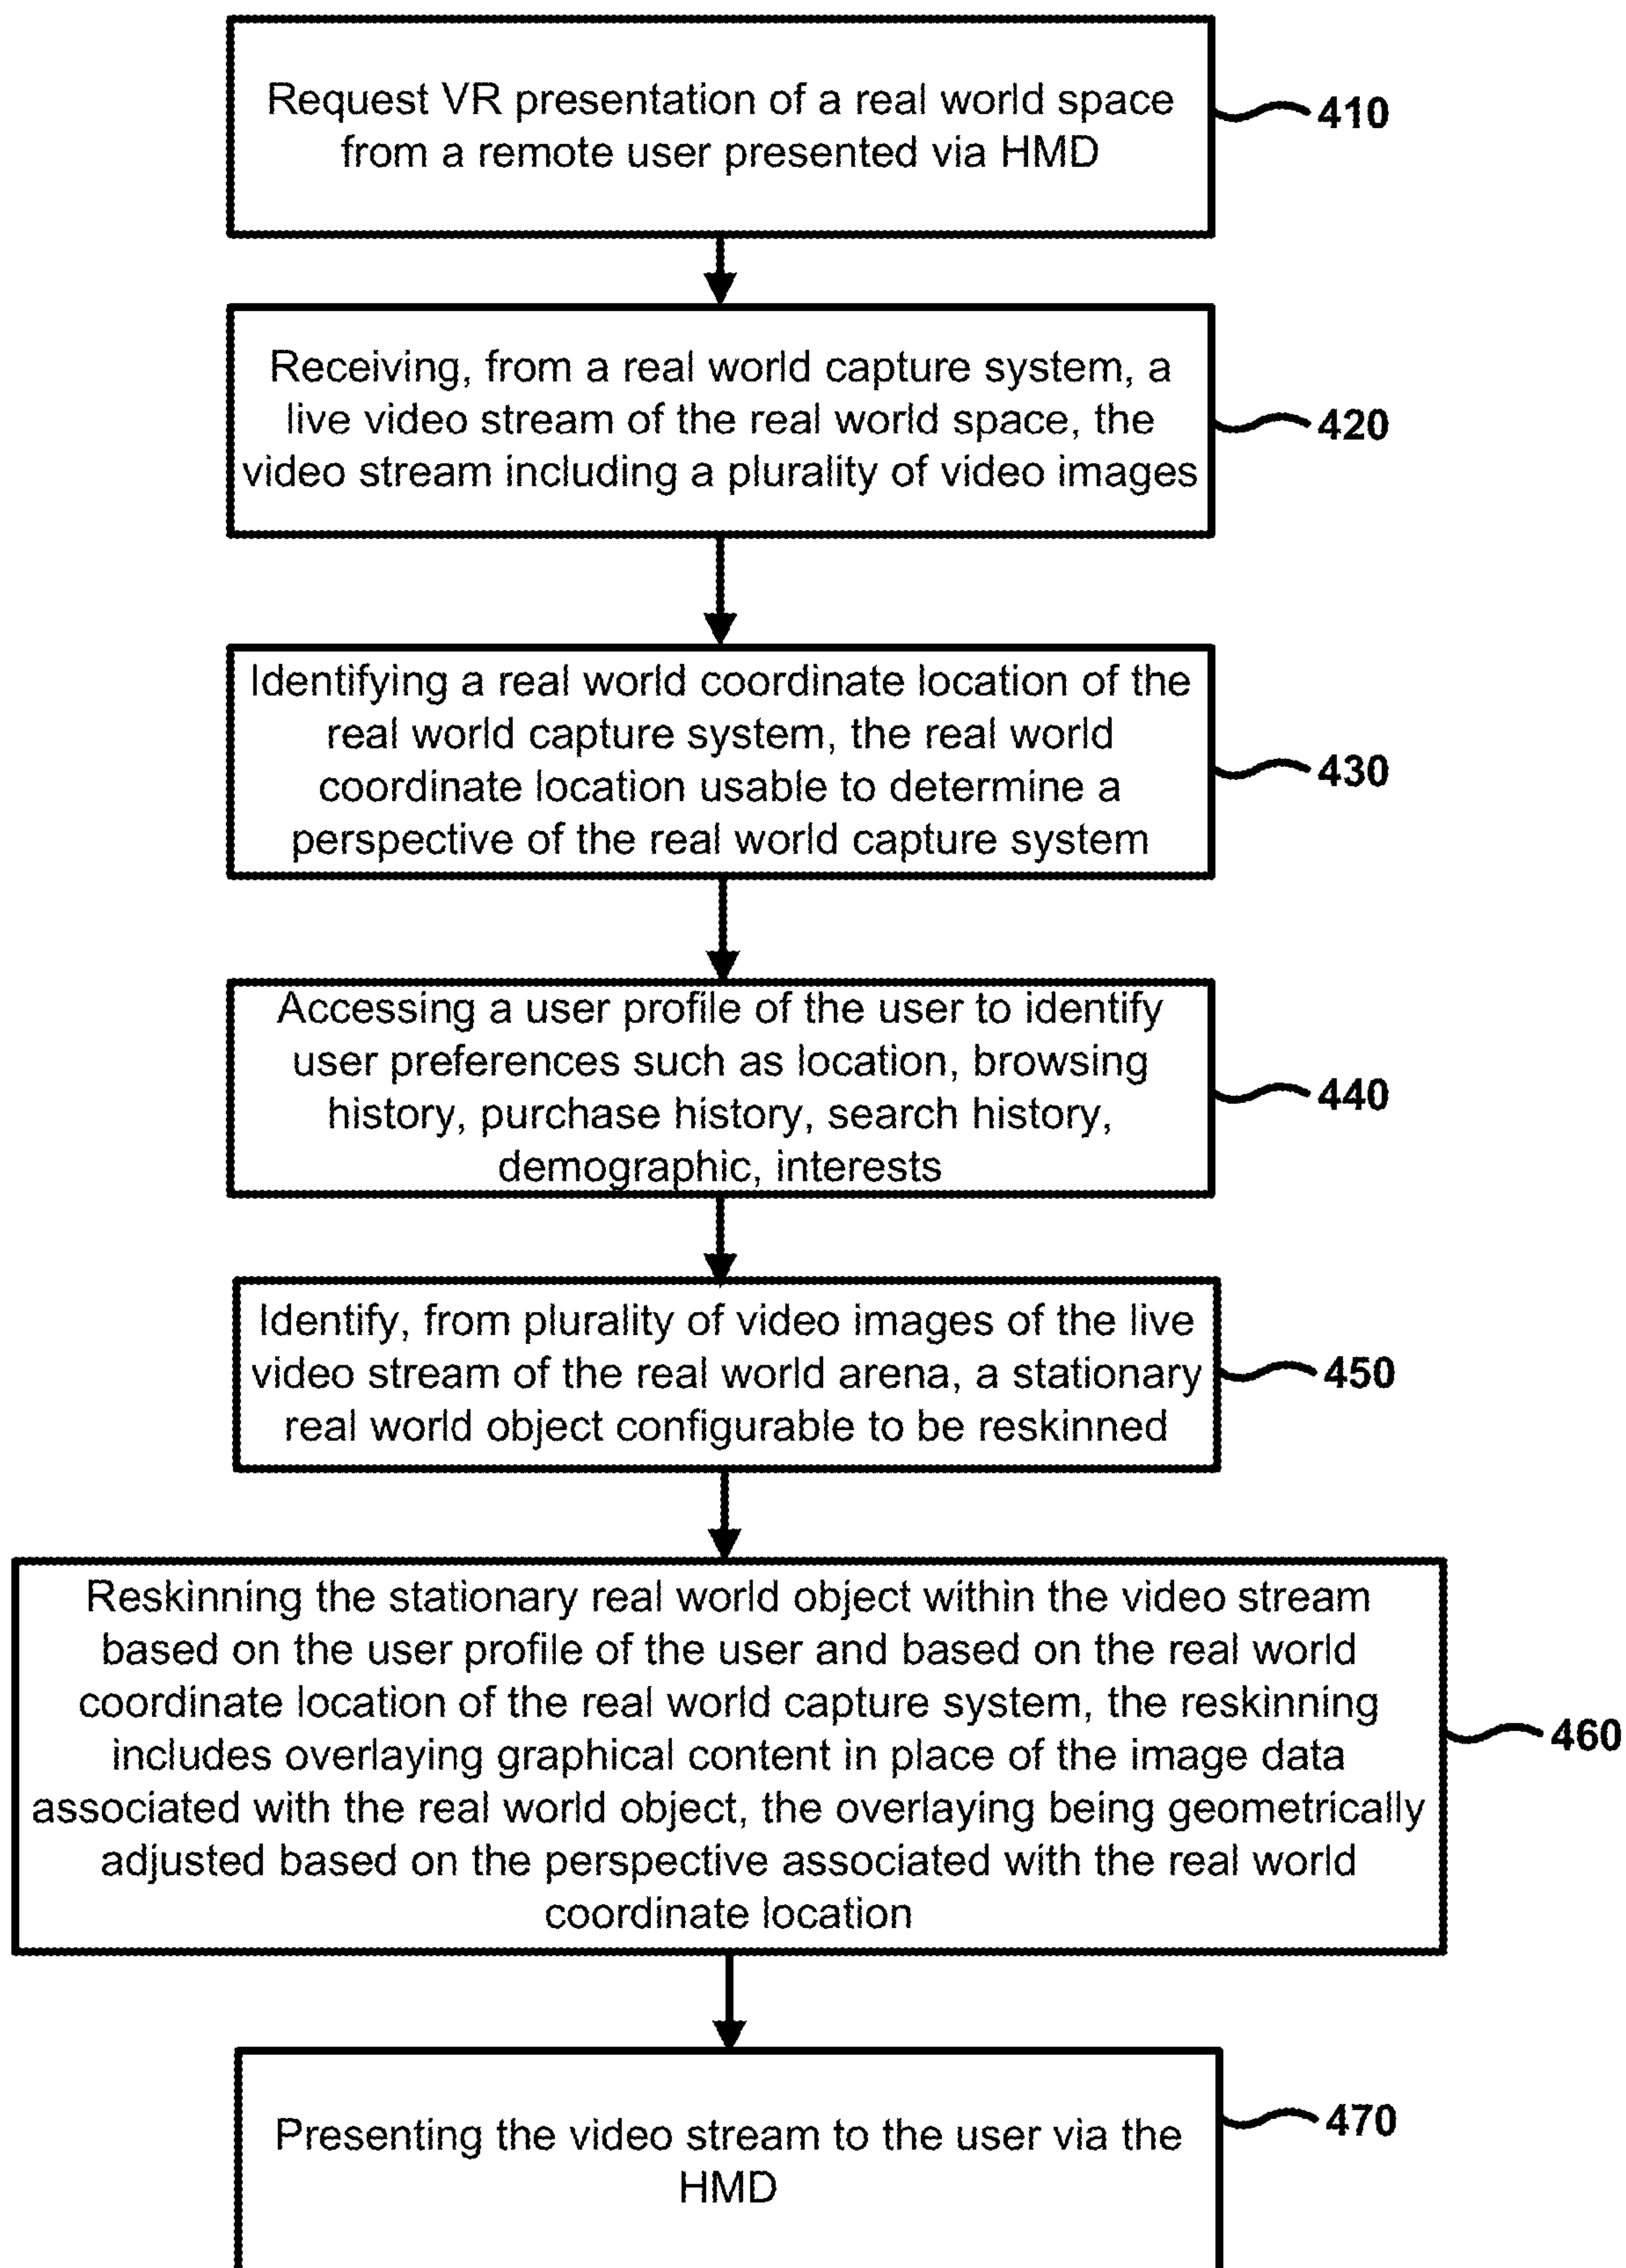 Request VR presentation of a real world space
from a remote user presented via HMD
410
Receiving, from a real world capture system, a
live video stream of the real world space, the
video stream including a plurality of video images
420
Identifying a real world coordinate location of the
real world capture system, the real world
coordinate location usable to determine a
perspective of the real world capture system
430
Accessing a user profile of the user to identify
user preferences such as location, browsing
history, purchase history, search history,
demographic, interests
440
Identify, from plurality of video images of the live
video stream of the real world arena, a stationary
real world object configurable to be reskinned
450
Reskinning the stationary real world object within the video stream
based on the user profile of the user and based on the real world
coordinate location of the real world capture system, the reskinning
includes overlaying graphical content in place of the image data
associated with the real world object, the overlaying being geometrically
adjusted based on the perspective associated with the real world
coordinate location
460
Presenting the video stream to the user via the
HMD
470